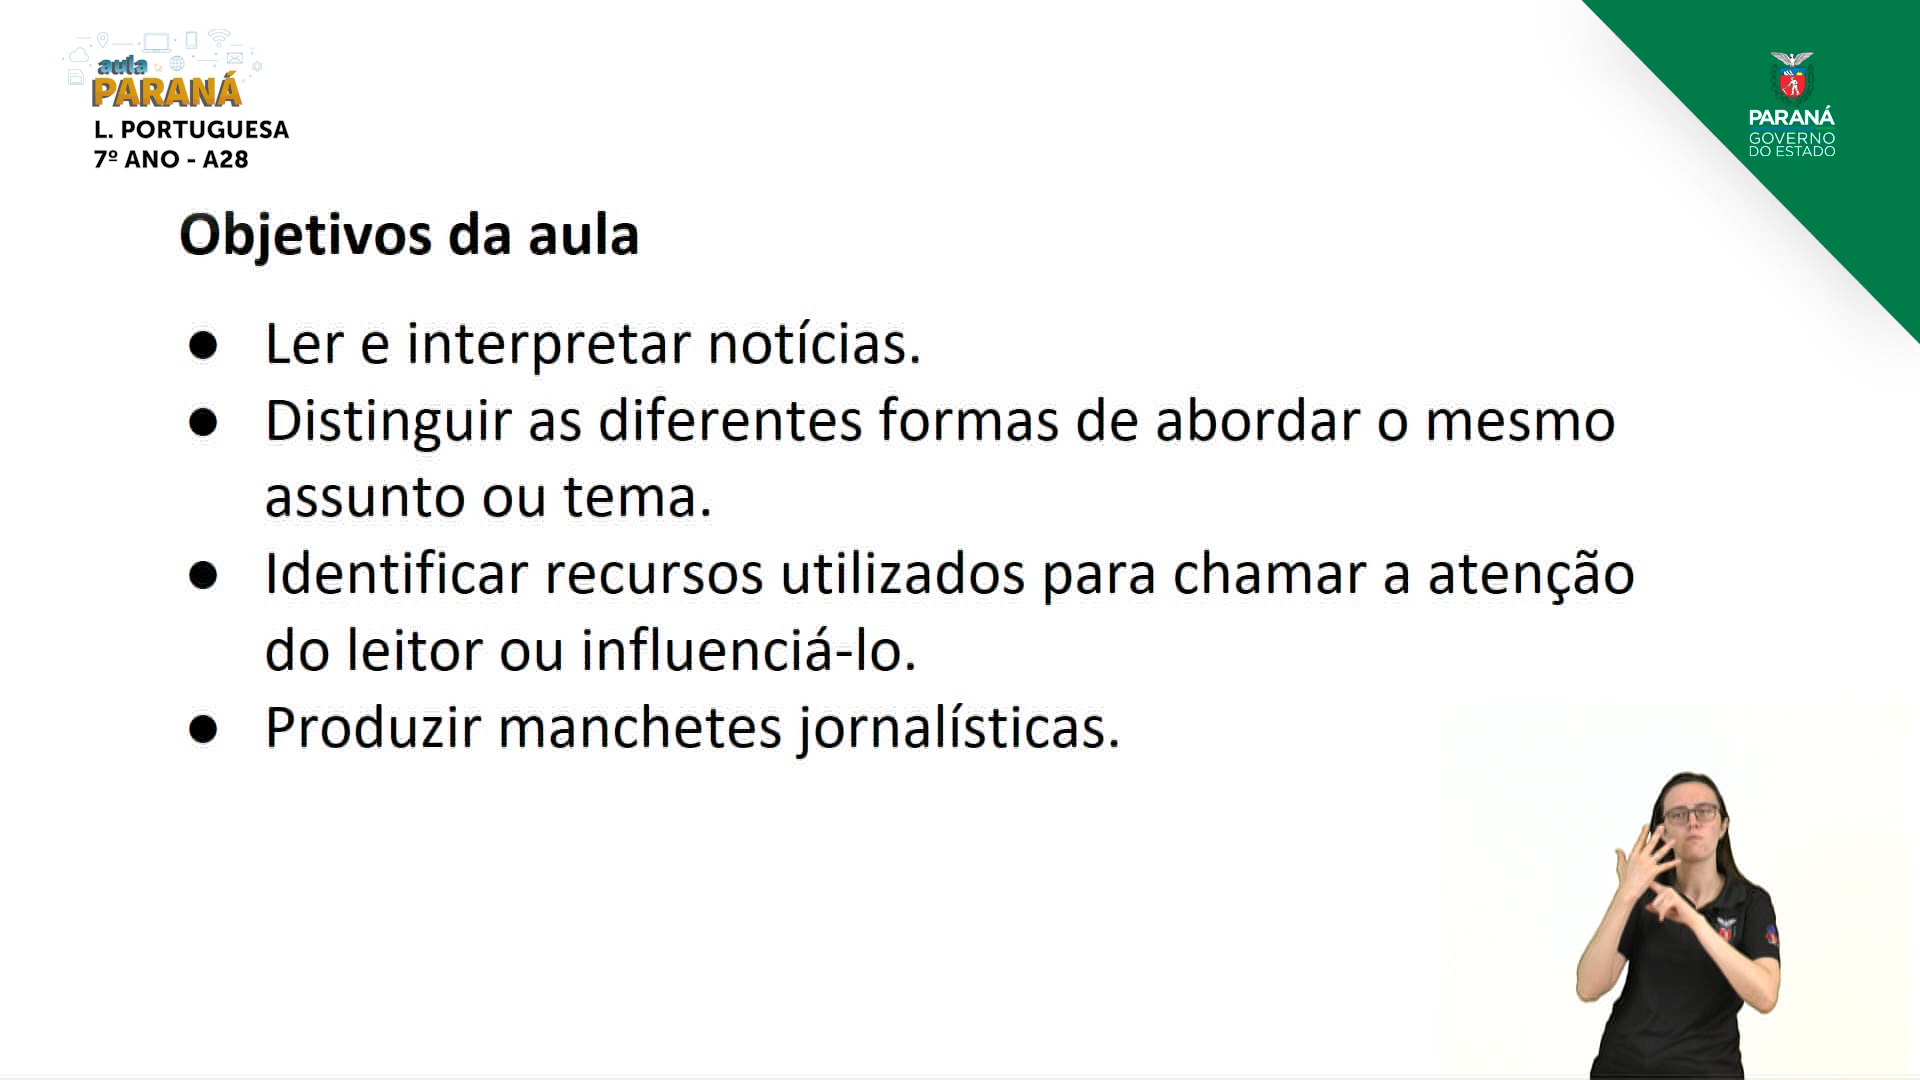 aula
PARANÁ
L. PORTUGUESA
7º ANO - A28
PARANÁ
GOVERNO
DO ESTADO
Objetivos da aula
● Ler e interpretar notícias.
● Distinguir as diferentes formas de abordar o mesmo
assunto ou tema.
● Identificar recursos utilizados para chamar a atenção
do leitor ou influenciá-lo.
● Produzir manchetes jornalísticas.